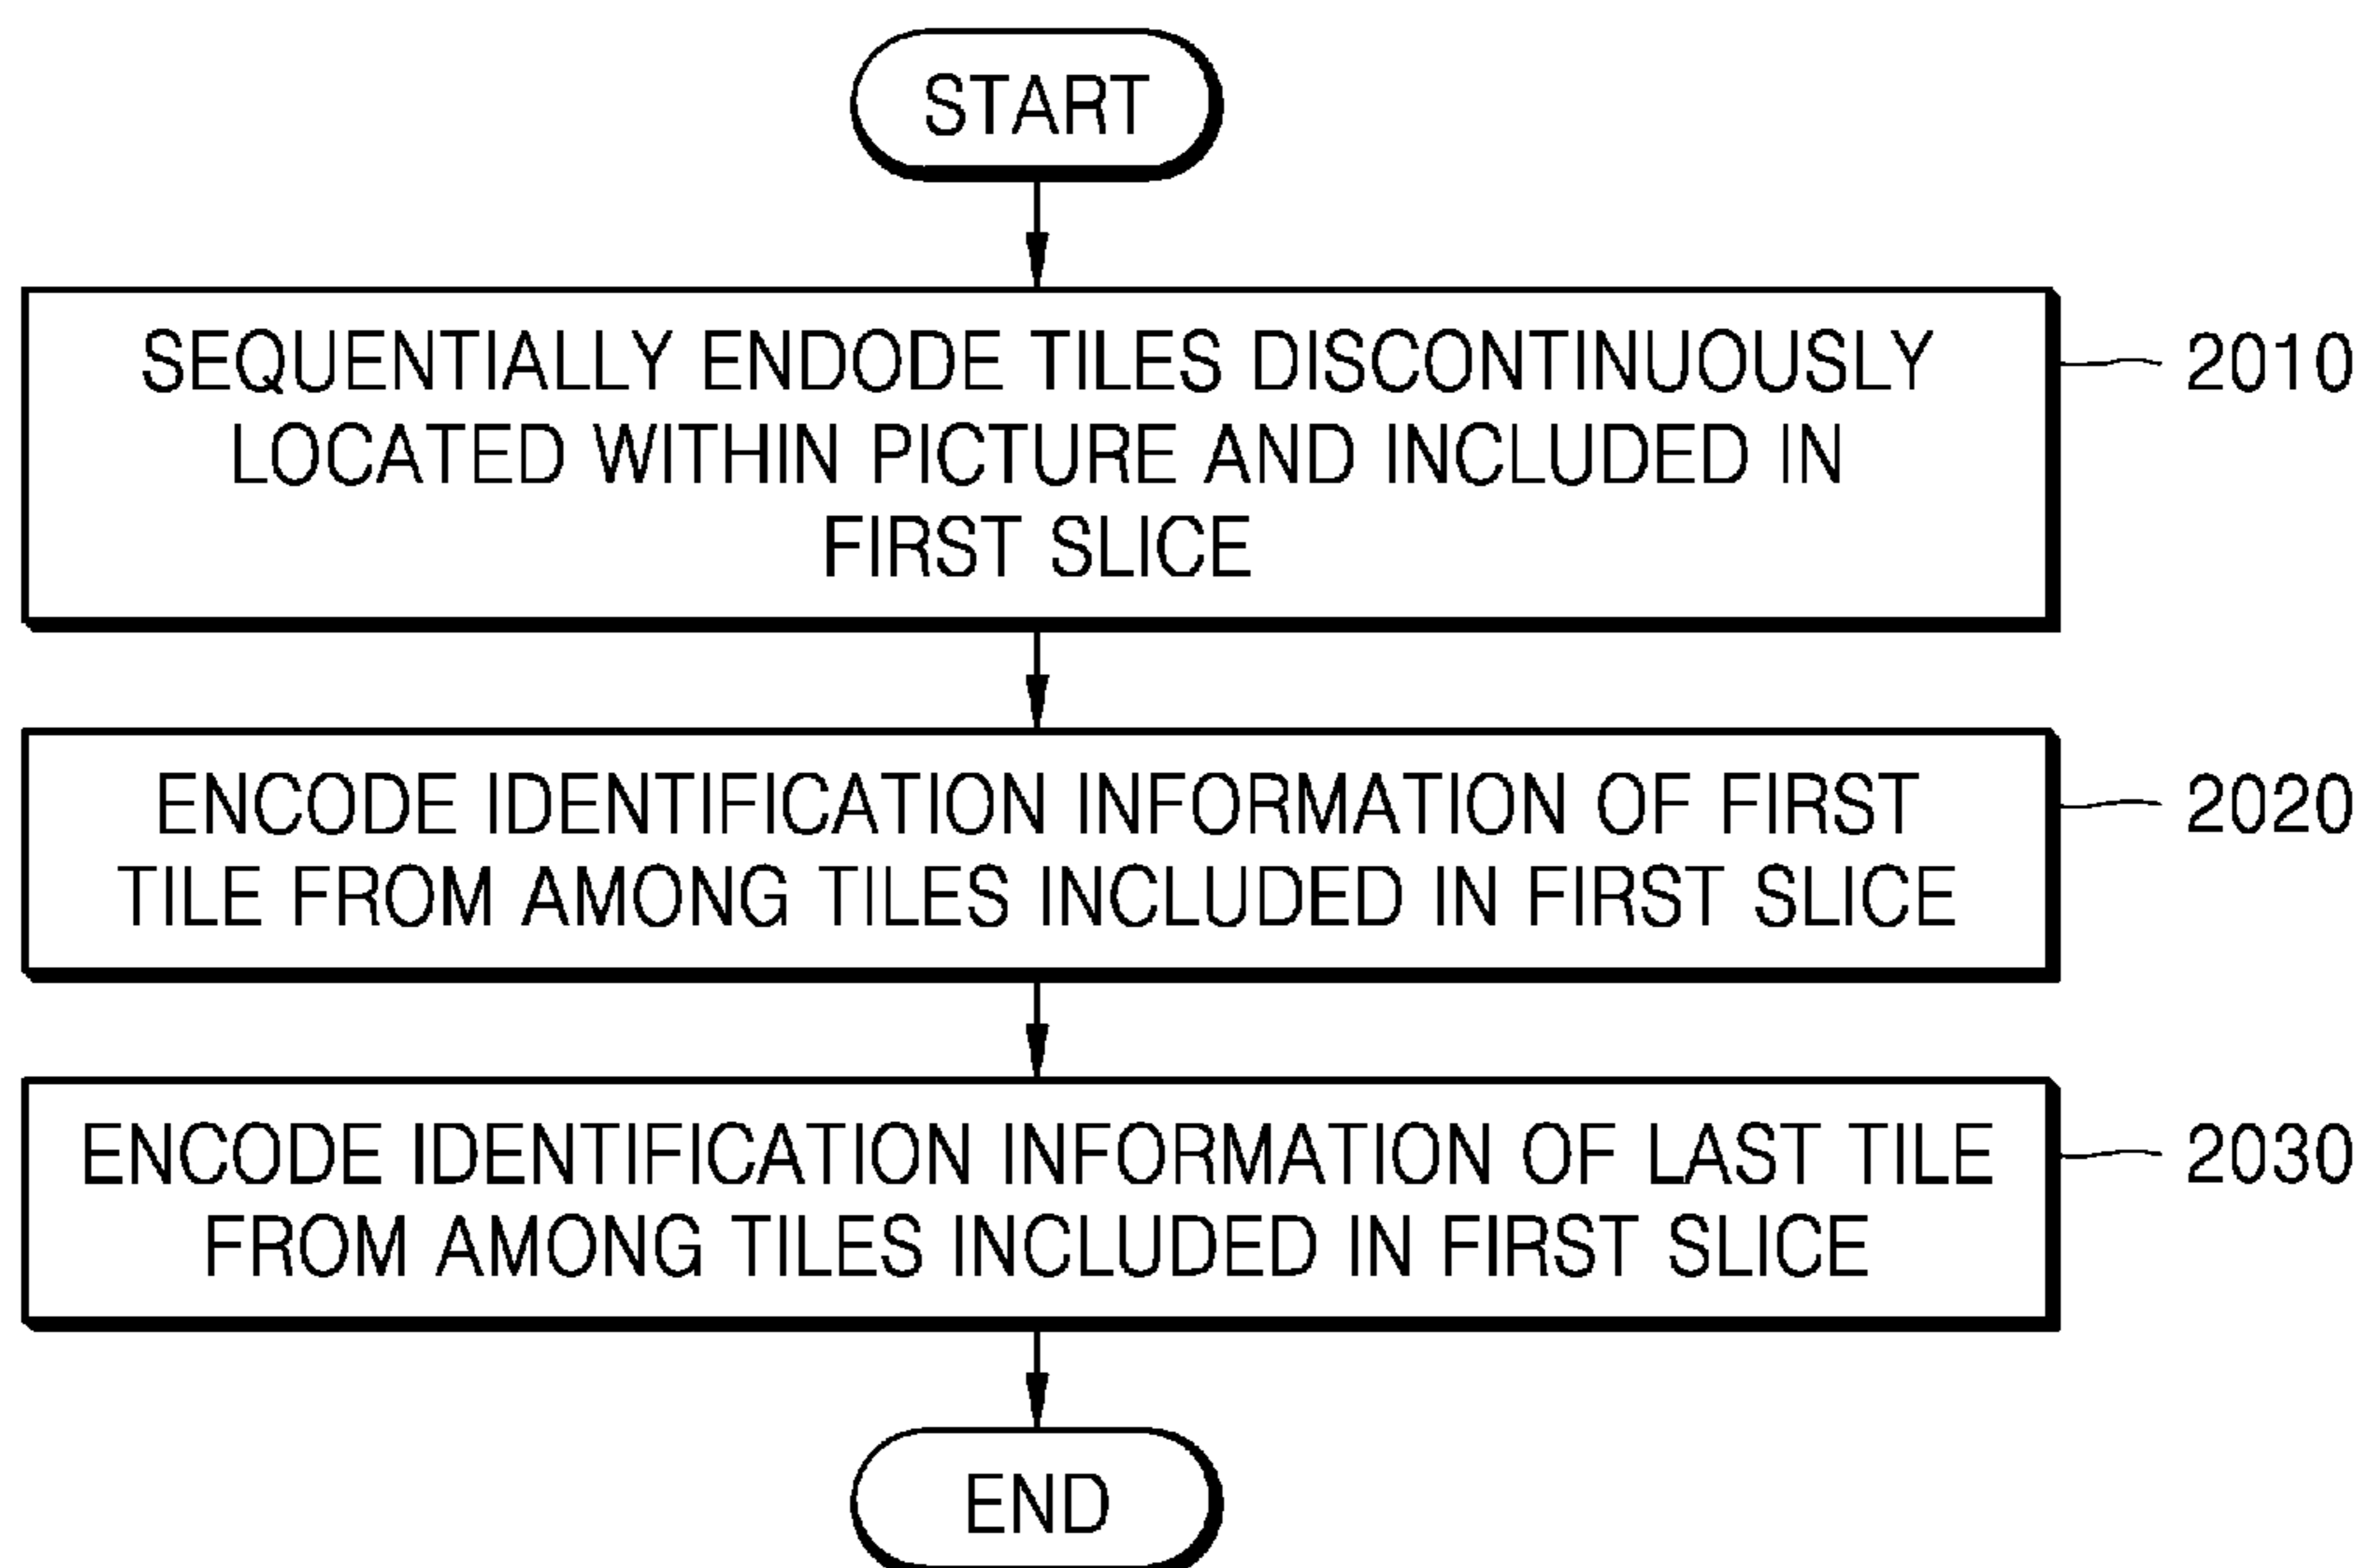 START
SEQUENTIALLY ENDODE TILES DISCONTINUOUSLY
LOCATED WITHIN PICTURE AND INCLUDED IN
FIRST SLICE
2010
ENCODE IDENTIFICATION INFORMATION OF FIRST
TILE FROM AMONG TILES INCLUDED IN FIRST SLICE
2020
ENCODE IDENTIFICATION INFORMATION OF LAST TILE
FROM AMONG TILES INCLUDED IN FIRST SLICE
2030
END